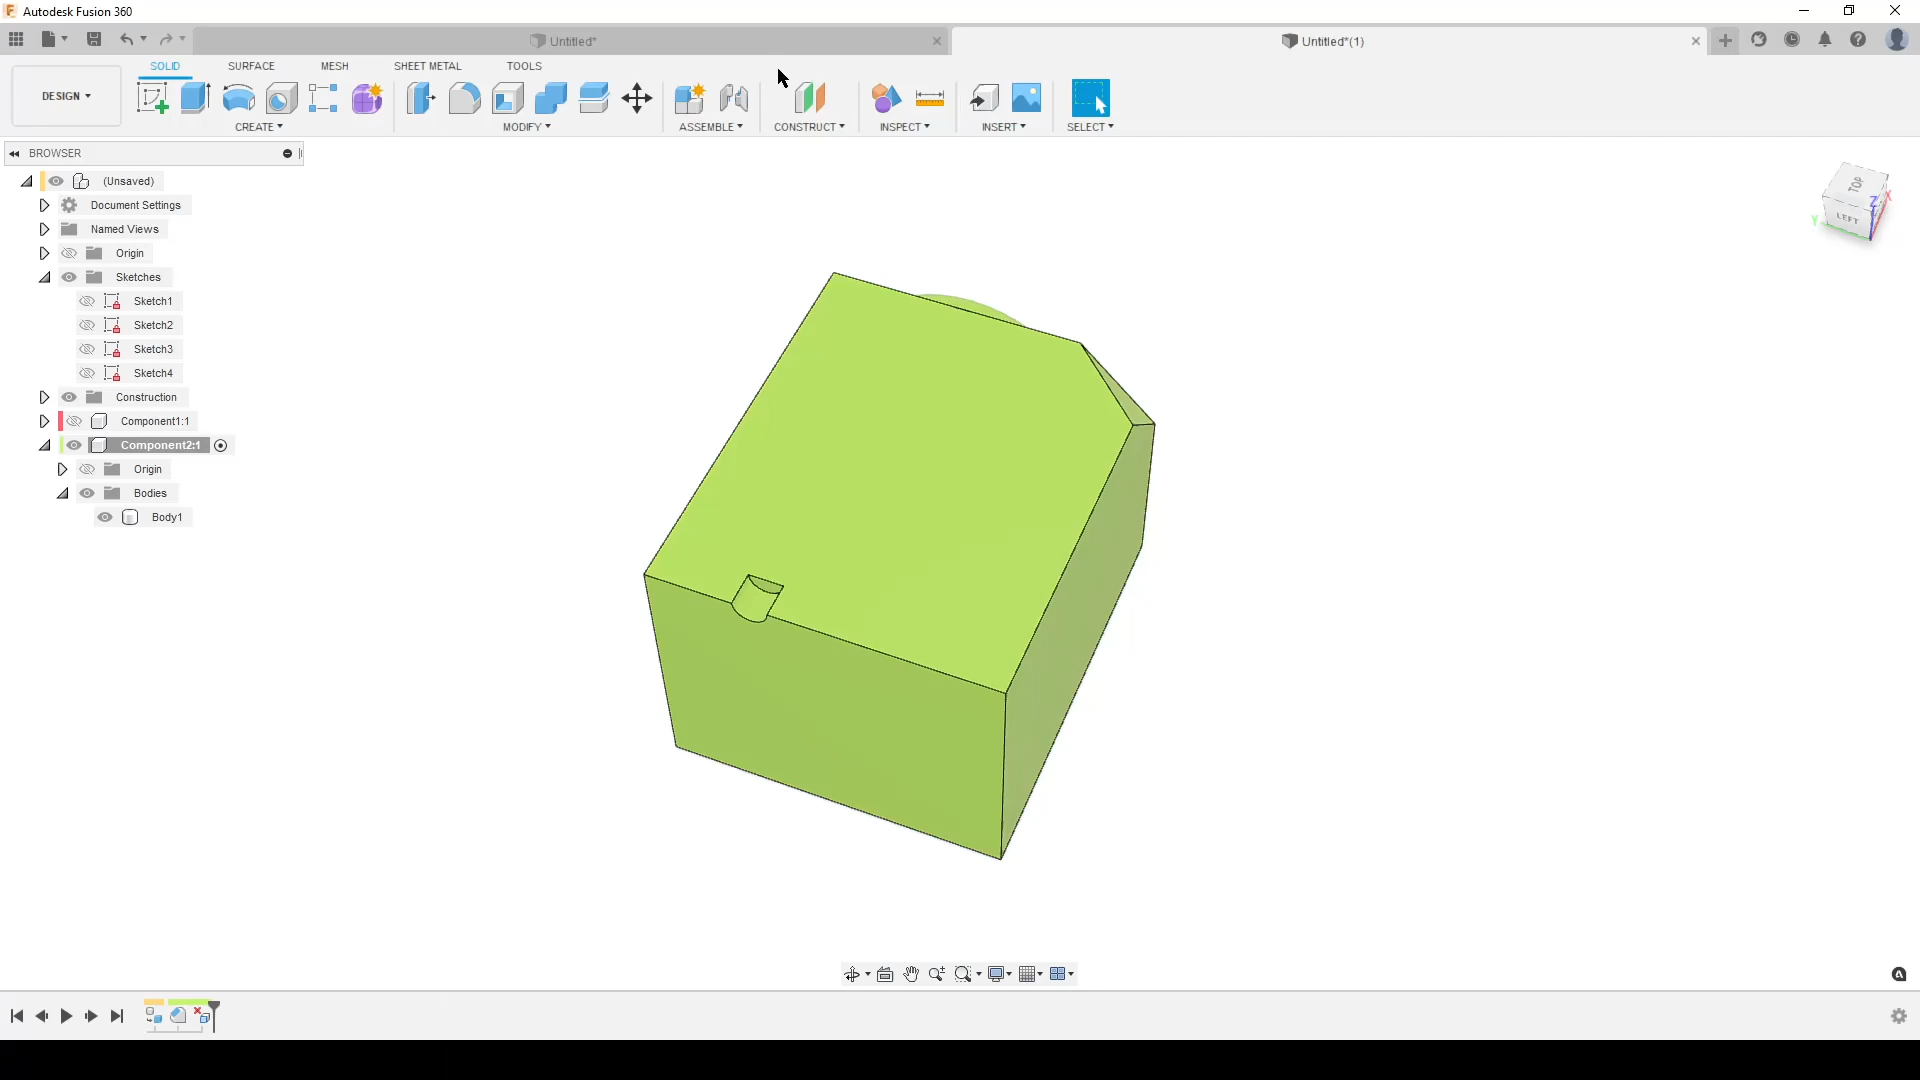 Autodesk Fusion 360
Untitled*
Untitled*(1)
SOLID
SURFACE
MESH
SHEET METAL
TOOLS
DESIGN
CREATE
MODIFY
ASSEMBLE
CONSTRUCT
INSPECT
INSERT
SELECT
BROWSER
(Unsaved)
Document Settings
Named Views
Origin
Sketches
Sketch1
Sketch2
Sketch3
Sketch4
Construction
Component1:1
Component2:1
Origin
Bodies
Body1
TOP
LEFT
Z
X
Y